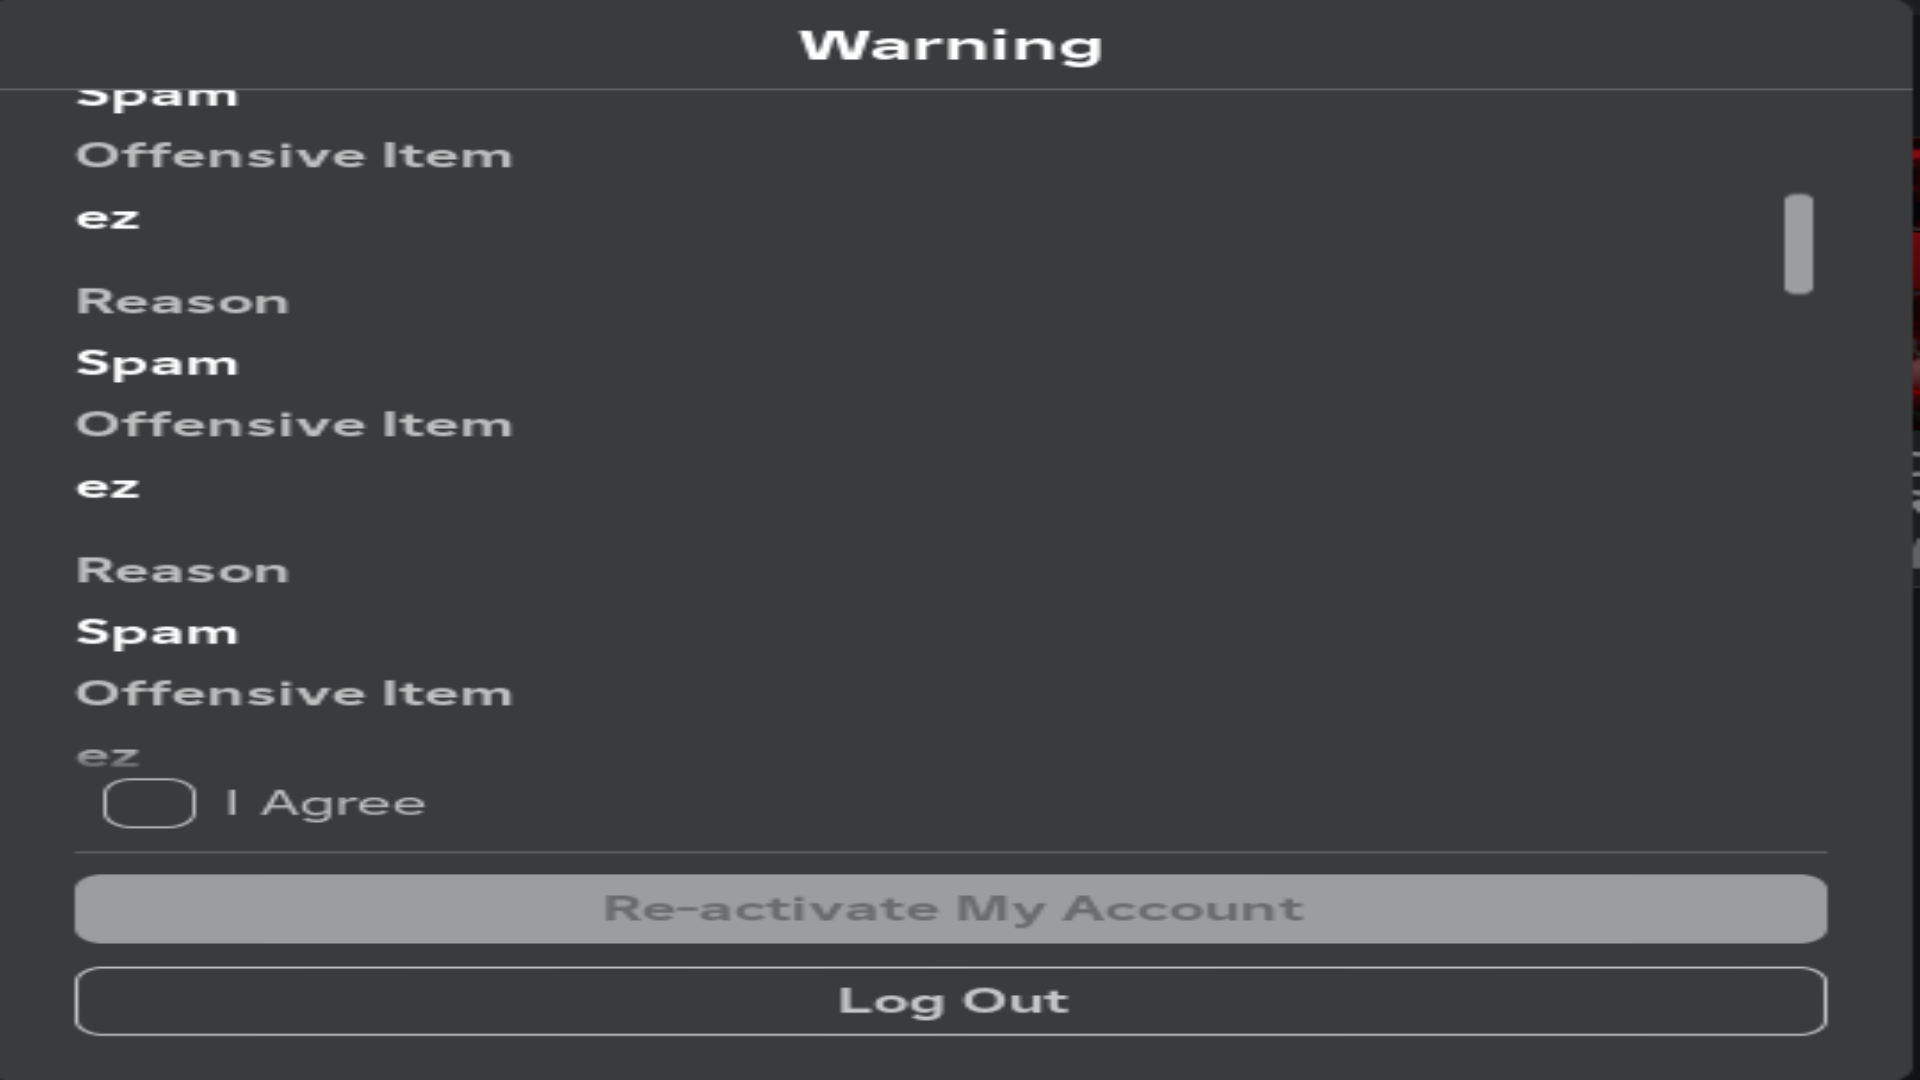 Warning
Spam
Offensive Item
ez
Reason
Spam
Offensive Item
ez
Reason
Spam
Offensive Item
ez
I Agree
Re-activate My Account
Log Out